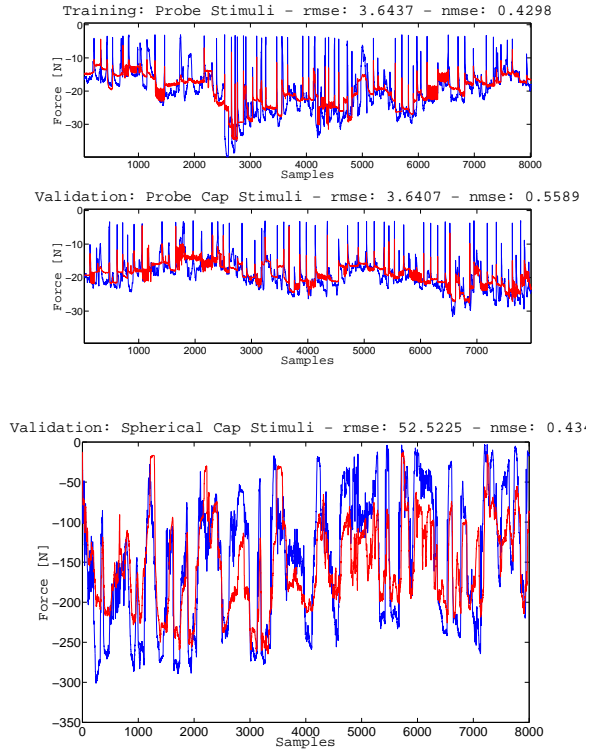 Training: Probe Stimuli – rmse: 3.6437 – nmse: 0.4298
0
−10
−20
−30
Force [N]
1000 2000 3000 4000 5000 6000 7000 8000
Samples
Validation: Probe Cap Stimuli – rmse: 3.6407 – nmse: 0.5589
0
−10
−20
−30
Force [N]
1000 2000 3000 4000 5000 6000 7000
Samples
Validation: Spherical Cap Stimuli – rmse: 52.5225 – nmse: 0.434
0
−50
−100
−150
−200
−250
−300
−350
Force [N]
0 1000 2000 3000 4000 5000 6000 7000 8000
Samples